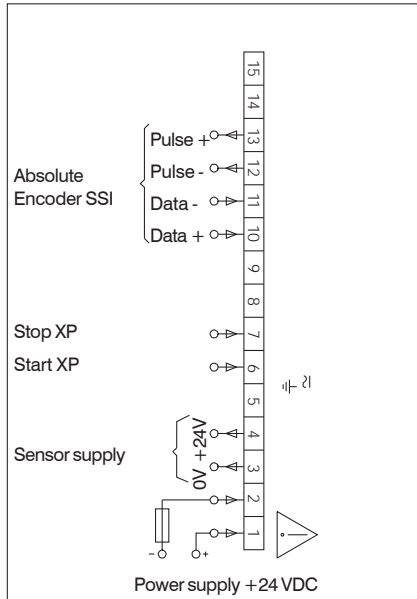 15
14
Pulse + 13
Absolute Encoder SSI
Pulse - 12
Data - 11
Data + 10
9
8
Stop XP 7
Start XP 6
5
Sensor supply
+24V 4
0V 3
2
1
- +
Power supply +24 VDC